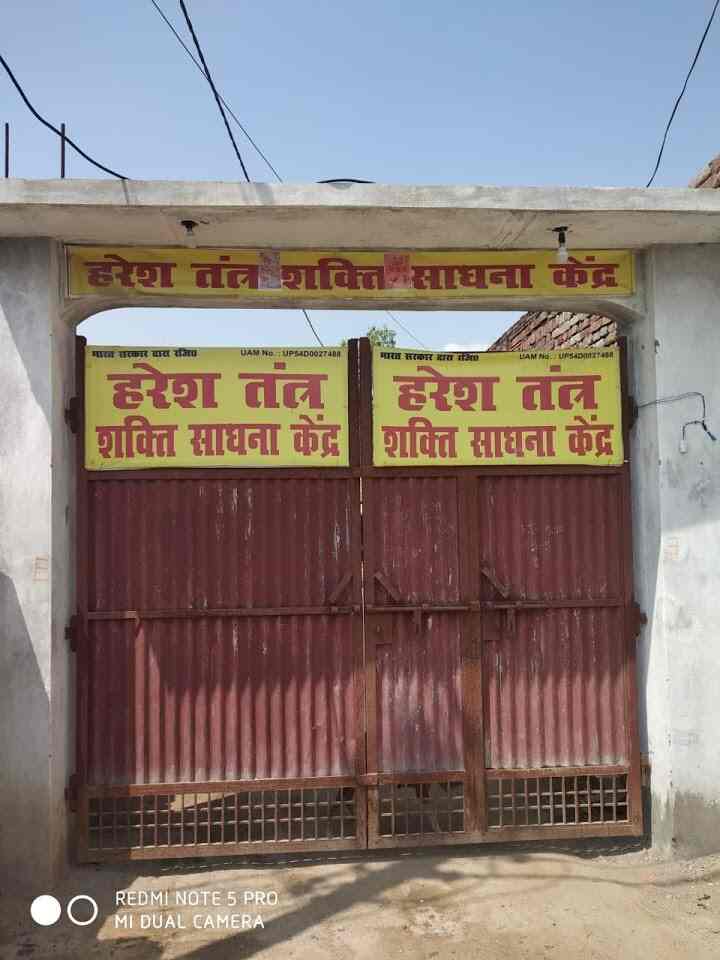 हरेश तंत्र शक्ति साधना केंद्र
भारत सरकार द्वारा रजि०
UAM No. : UP54D0027488
हरेश तंत्र
शक्ति साधना केंद्र
भारत सरकार द्वारा रजि०
UAM No. : UP54D0027488
हरेश तंत्र
शक्ति साधना केंद्र
REDMI NOTE 5 PRO
MI DUAL CAMERA